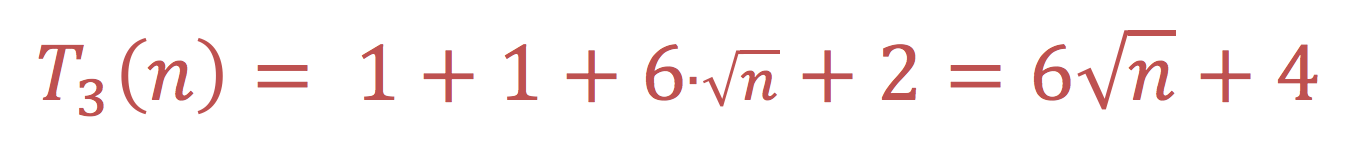 T₃(n) = 1 + 1 + 6·√n + 2 = 6√n + 4